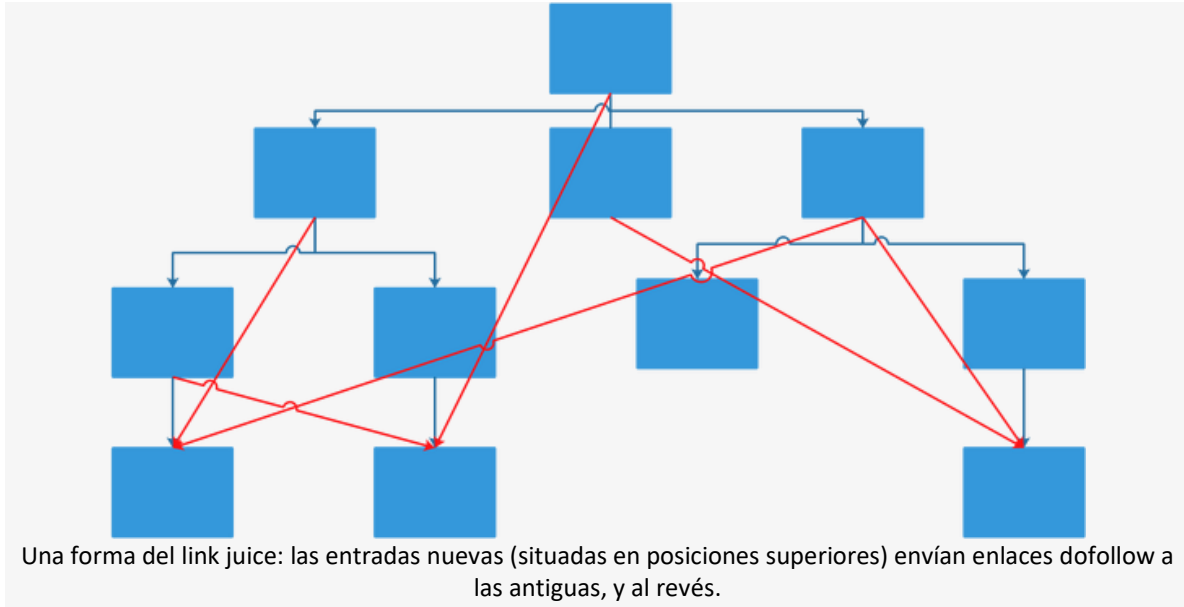 Una forma del link juice: las entradas nuevas (situadas en posiciones superiores) envían enlaces dofollow a
las antiguas, y al revés.